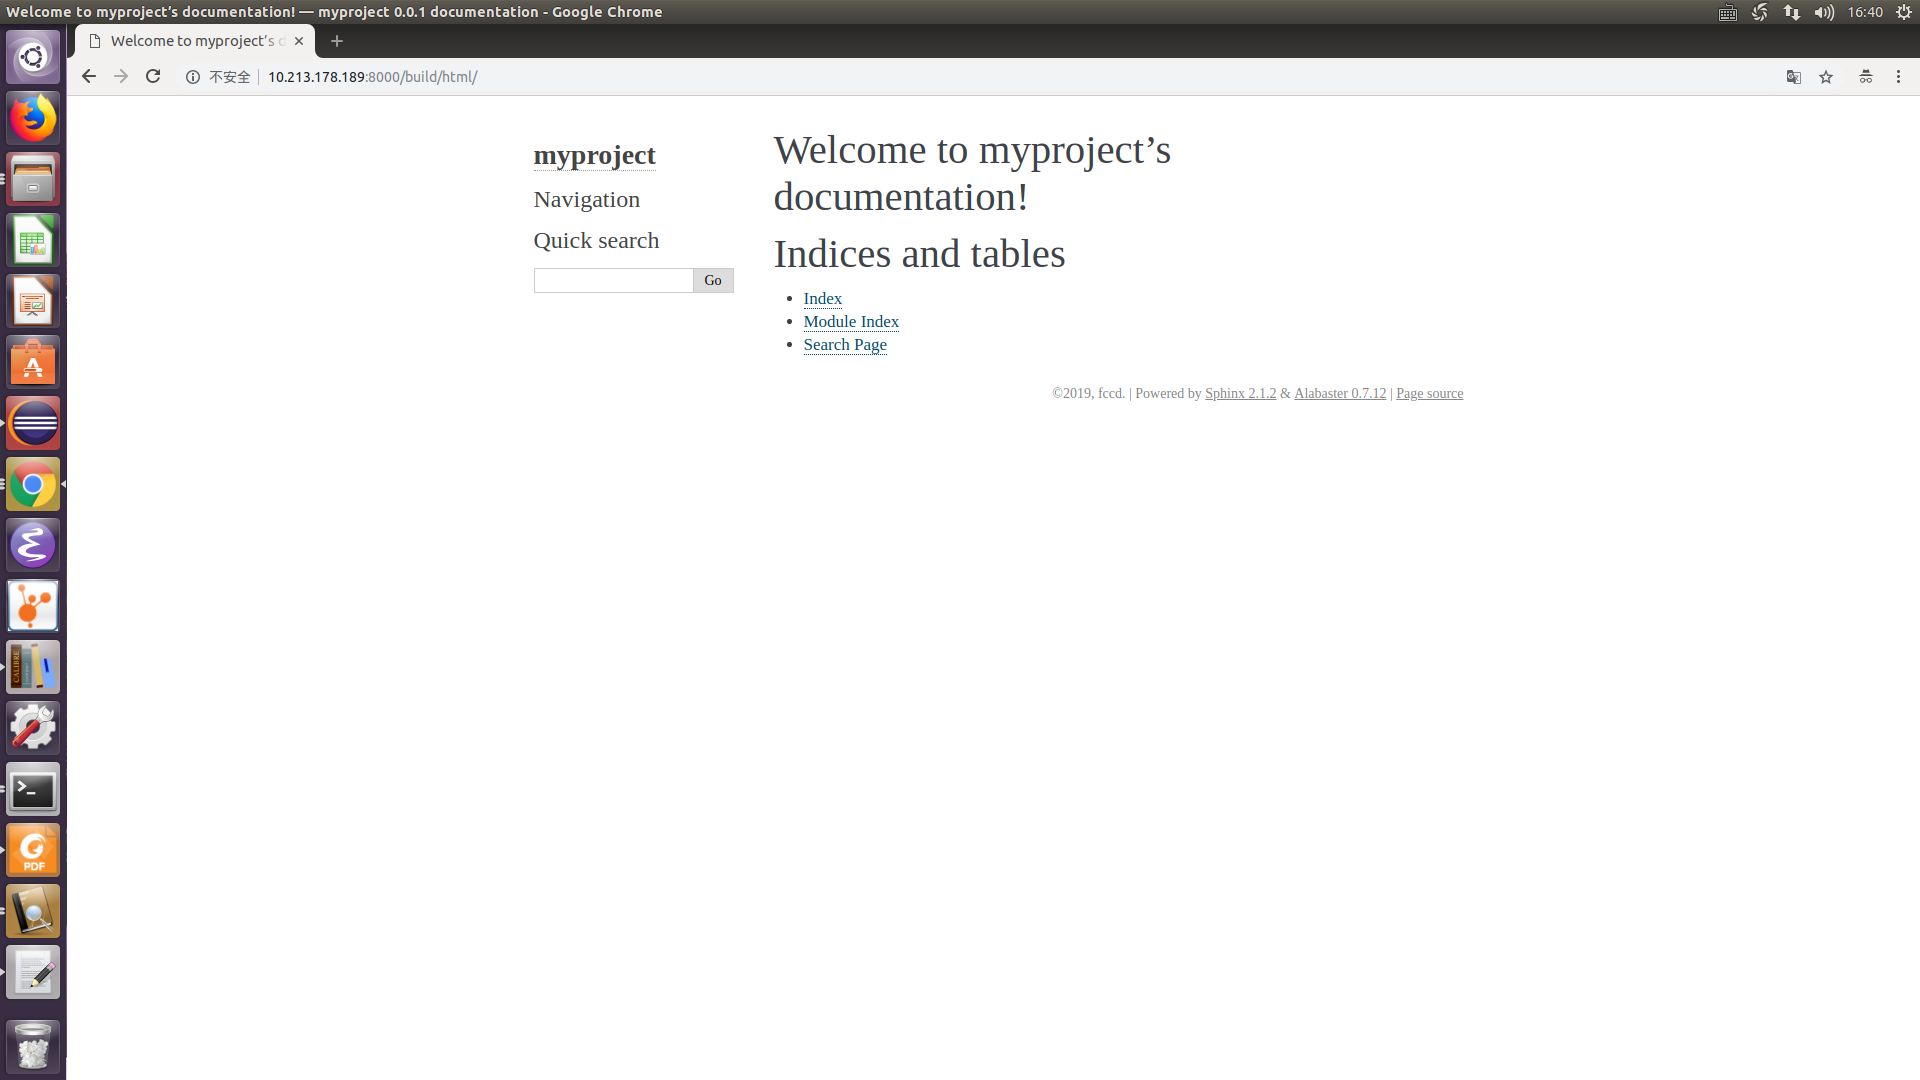 Welcome to myproject’s documentation! — myproject 0.0.1 documentation - Google Chrome
16:40
Welcome to myproject’s d
不安全
10.213.178.189:8000/build/html/
myproject
Navigation
Quick search
Go
Welcome to myproject’s
documentation!
Indices and tables
Index
Module Index
Search Page
©2019, fccd. | Powered by Sphinx 2.1.2 & Alabaster 0.7.12 | Page source
CALIBRE
PDF